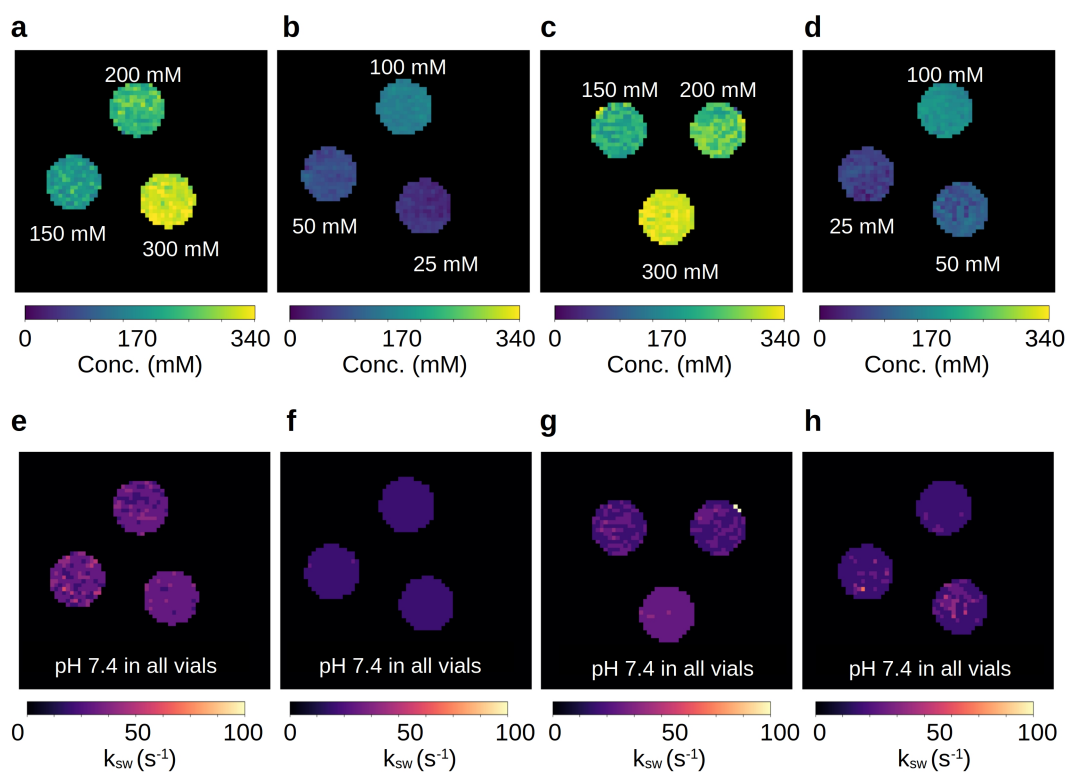 a b c d
200 mM
150 mM
300 mM
100 mM
50 mM
25 mM
150 mM 200 mM
300 mM
100 mM
25 mM
50 mM
0 170 340
Conc. (mM)
0 170 340
Conc. (mM)
0 170 340
Conc. (mM)
0 170 340
Conc. (mM)
e f g h
pH 7.4 in all vials
pH 7.4 in all vials
pH 7.4 in all vials
pH 7.4 in all vials
0 50 100
k_sw (s⁻¹)
0 50 100
k_sw (s⁻¹)
0 50 100
k_sw (s⁻¹)
0 50 100
k_sw (s⁻¹)